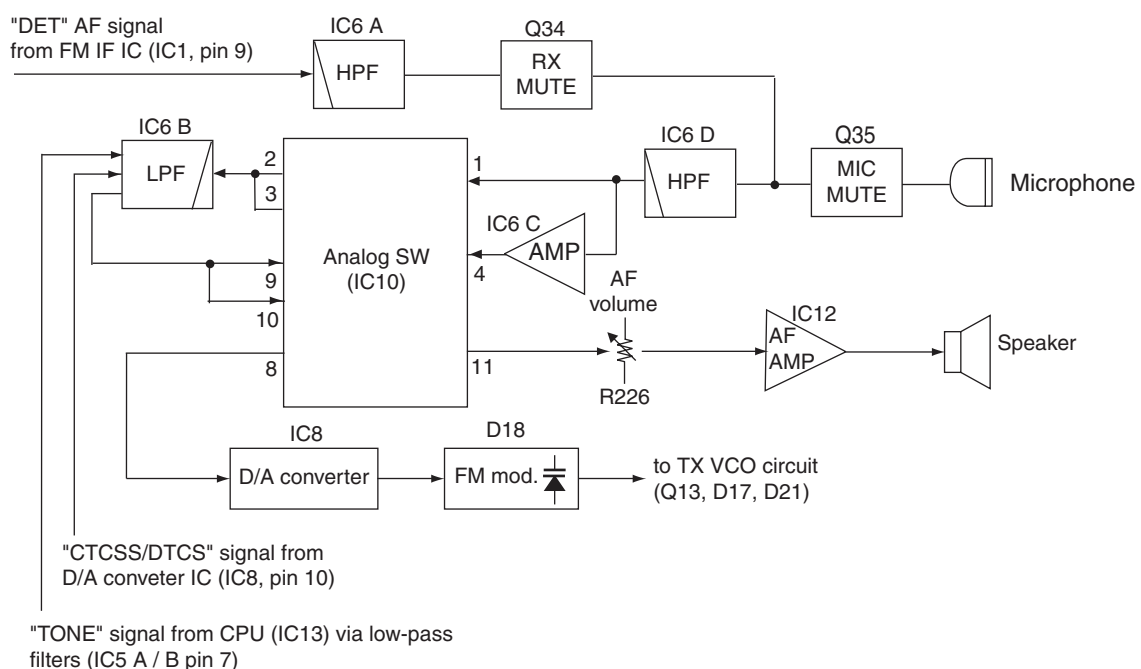 "DET" AF signal
from FM IF IC (IC1, pin 9)
IC6 A
HPF
Q34
RX
MUTE
IC6 B
LPF
2
3
9
10
8
Analog SW
(IC10)
1
4
11
IC6 C
AMP
IC6 D
HPF
Q35
MIC
MUTE
Microphone
AF
volume
R226
IC12
AF
AMP
Speaker
IC8
D/A converter
D18
FM mod.
to TX VCO circuit
(Q13, D17, D21)
"CTCSS/DTCS" signal from
D/A conveter IC (IC8, pin 10)
"TONE" signal from CPU (IC13) via low-pass
filters (IC5 A / B pin 7)